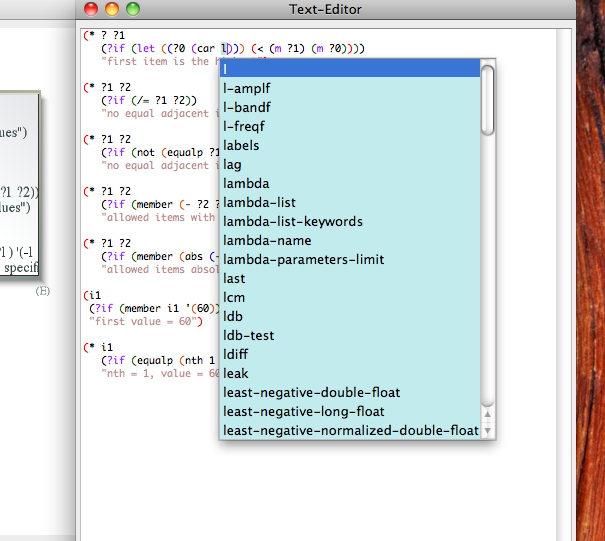 Text-Editor
(* ? ?1
(?if (let ((?0 (car l))) (< (m ?1) (m ?0))))
"first item is the
(* ?1 ?2
(?if (/= ?1 ?2))
"no equal adjacent
(* ?1 ?2
(?if (not (equalp ?1
"no equal adjacent
(* ?1 ?2
(?if (member (- ?2 ?
"allowed items with
(* ?1 ?2
(?if (member (abs (-
"allowed items absol
(i1
(?if (member i1 '(60))
"first value = 60")
(* i1
(?if (equalp (nth 1
"nth = 1, value = 60
l
l-amplf
l-bandf
l-freqf
labels
lag
lambda
lambda-list
lambda-list-keywords
lambda-name
lambda-parameters-limit
last
lcm
ldb
ldb-test
ldiff
leak
least-negative-double-float
least-negative-long-float
least-negative-normalized-double-float
ues")
?1 ?2))
lues")
?l ) '(-l
specifi
(E)